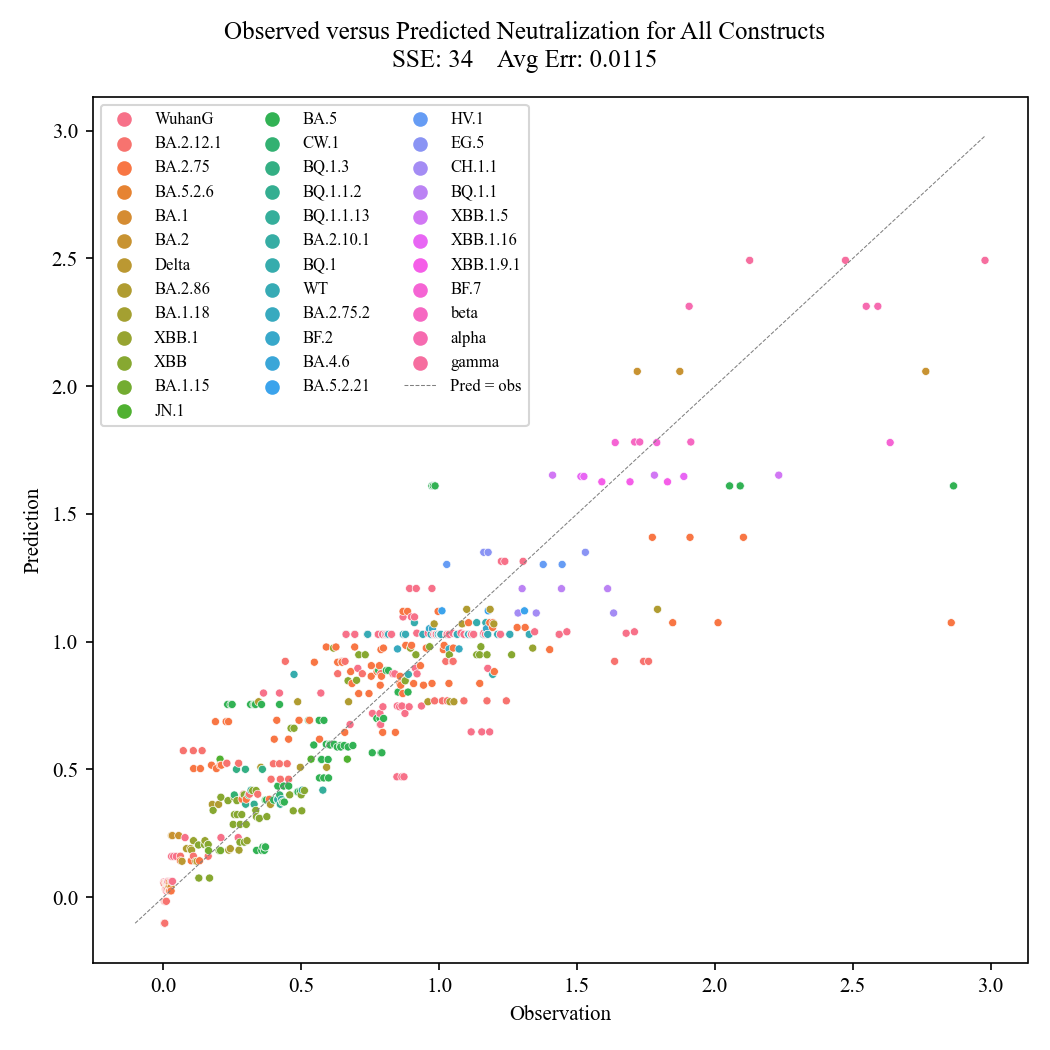 Observed versus Predicted Neutralization for All Constructs
SSE: 34 Avg Err: 0.0115
WuhanG
BA.2.12.1
BA.2.75
BA.5.2.6
BA.1
BA.2
Delta
BA.2.86
BA.1.18
XBB.1
XBB
BA.1.15
JN.1
BA.5
CW.1
BQ.1.3
BQ.1.1.2
BQ.1.1.13
BA.2.10.1
BQ.1
WT
BA.2.75.2
BF.2
BA.4.6
BA.5.2.21
HV.1
EG.5
CH.1.1
BQ.1.1
XBB.1.5
XBB.1.16
XBB.1.9.1
BF.7
beta
alpha
gamma
Pred = obs
3.0
2.5
2.0
1.5
1.0
0.5
0.0
Prediction
0.0 0.5 1.0 1.5 2.0 2.5 3.0
Observation